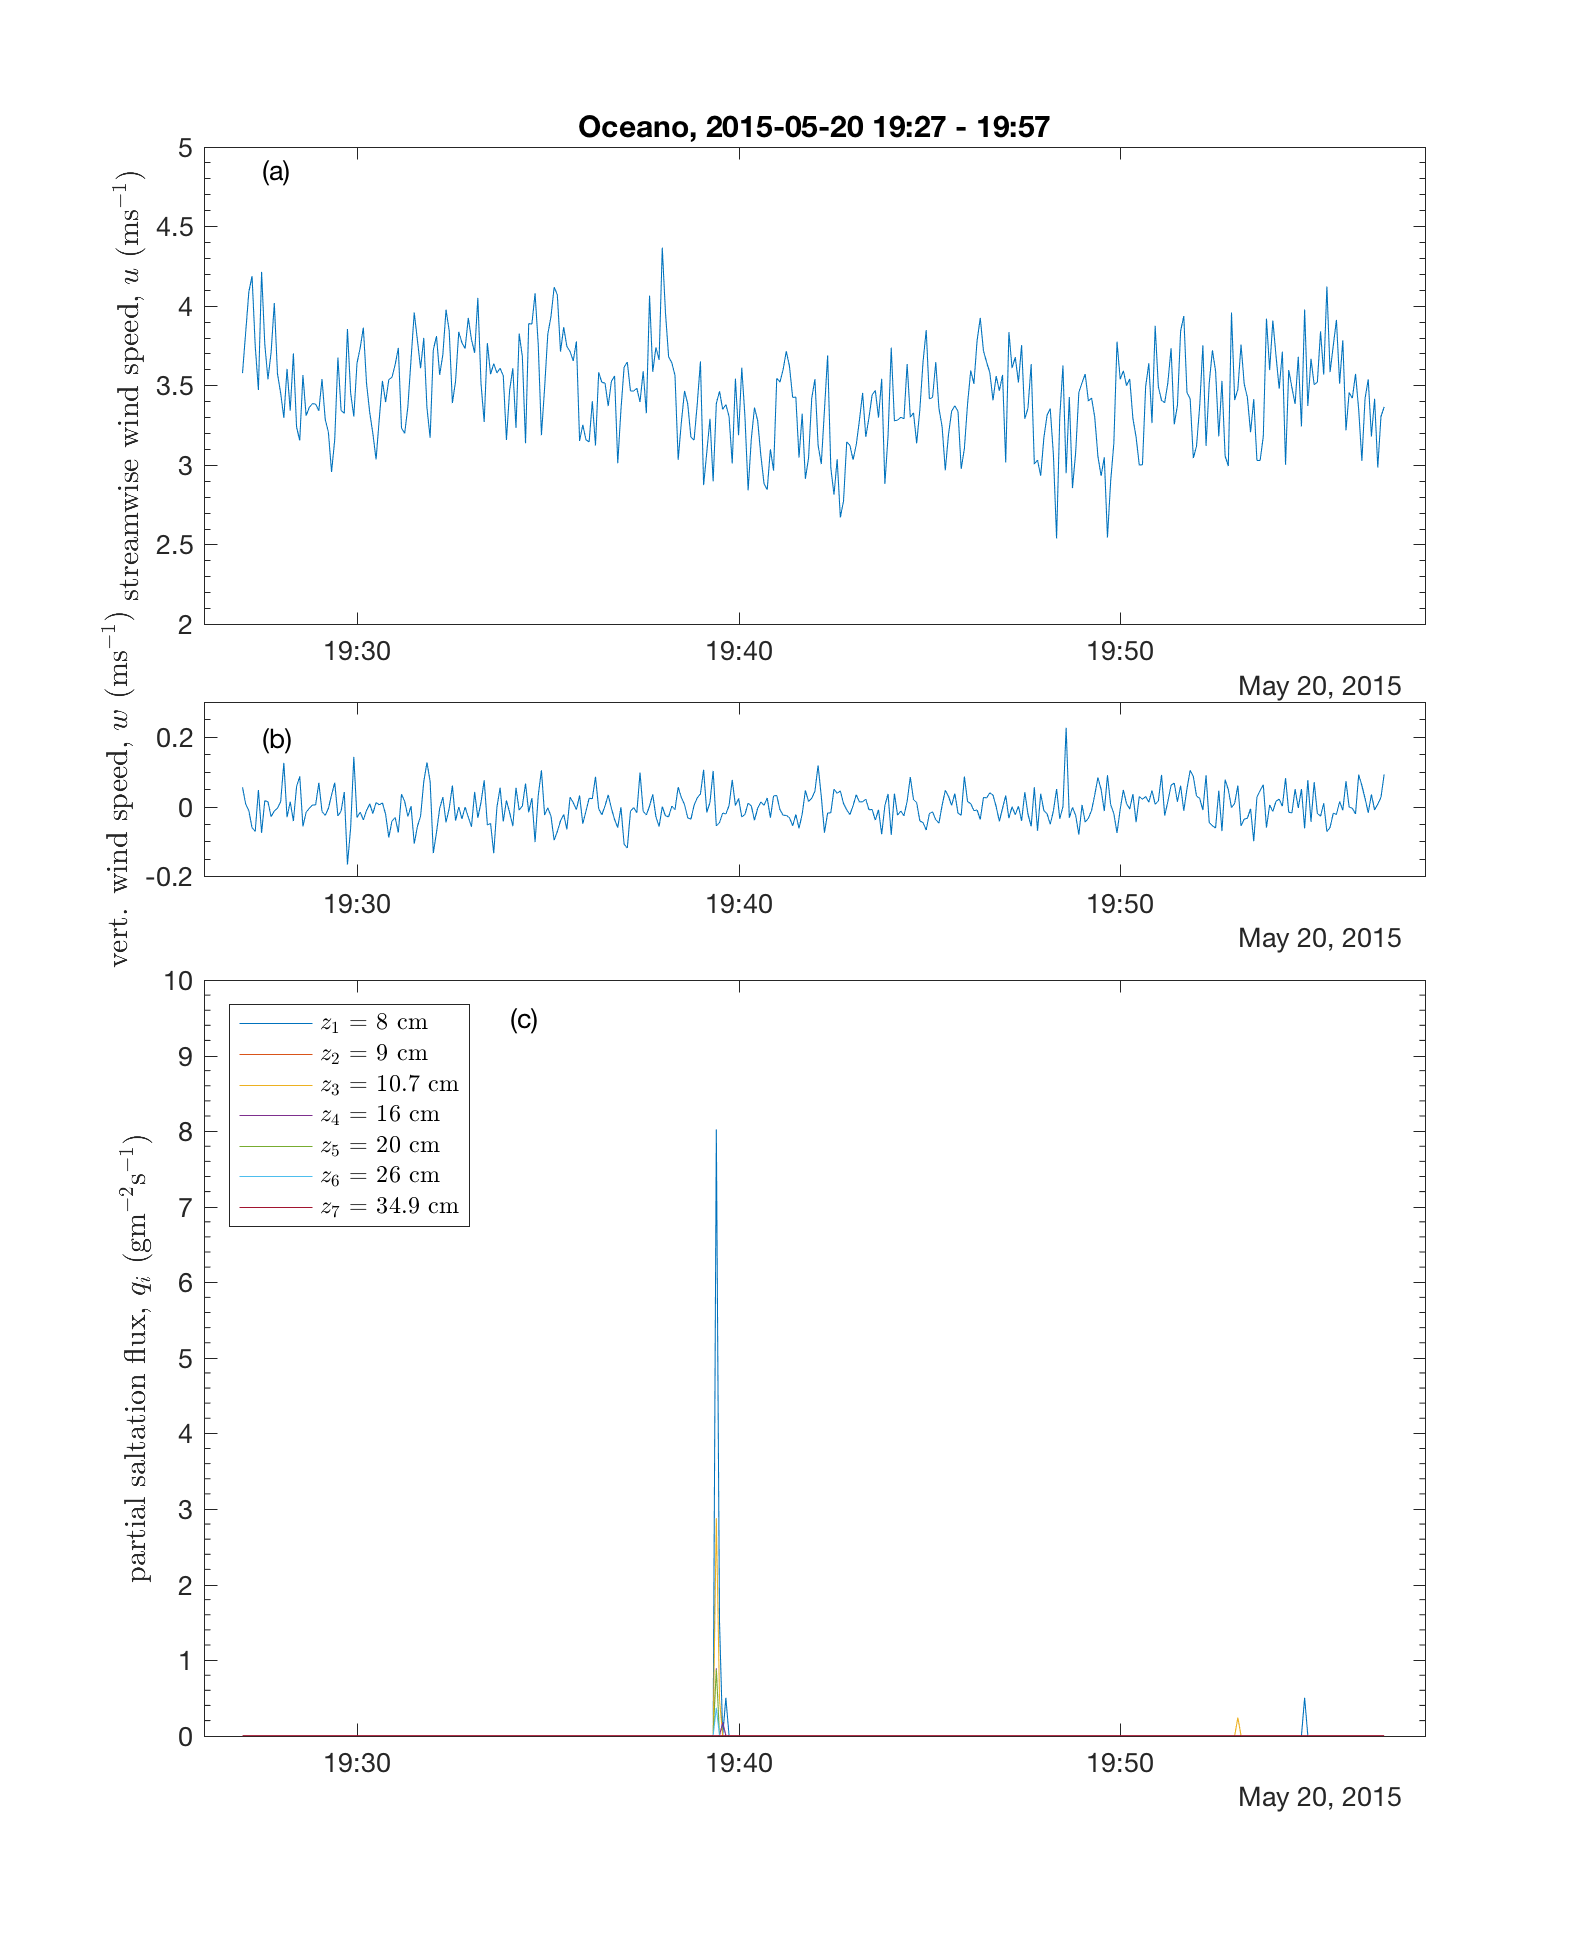 Oceano, 2015-05-20 19:27 - 19:57
(a)
streamwise wind speed, u (ms⁻¹)
5
4.5
4
3.5
3
2.5
2
19:30 19:40 19:50
May 20, 2015
(b)
vert. wind speed, w (ms⁻¹)
0.2
0
-0.2
19:30 19:40 19:50
May 20, 2015
(c)
partial saltation flux, qᵢ (gm⁻²s⁻¹)
10
9
8
7
6
5
4
3
2
1
0
z₁ = 8 cm
z₂ = 9 cm
z₃ = 10.7 cm
z₄ = 16 cm
z₅ = 20 cm
z₆ = 26 cm
z₇ = 34.9 cm
19:30 19:40 19:50
May 20, 2015